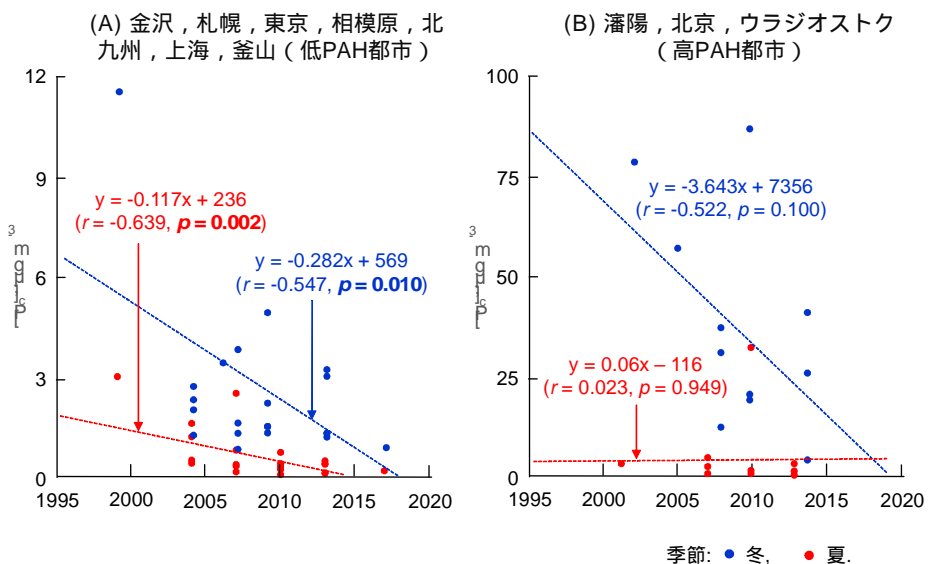 (A) 金沢 , 札幌 , 東京 , 相模原 , 北
九州 , 上海 , 釜山 ( 低PAH都市 )
12
9
6
3
0
1995
2000
2005
2010
2015
2020
y = -0.117x + 236
(r = -0.639, p = 0.002)
y = -0.282x + 569
(r = -0.547, p = 0.010)
(B) 瀋陽 , 北京 , ウラジオストク
( 高PAH都市 )
100
75
50
25
0
1995
2000
2005
2010
2015
2020
y = -3.643x + 7356
(r = -0.522, p = 0.100)
y = 0.06x – 116
(r = 0.023, p = 0.949)
季節: 冬, 夏.